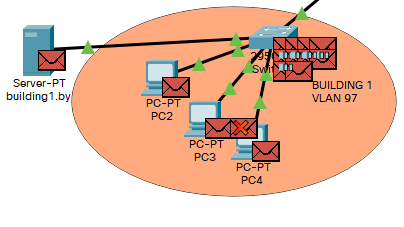 Server-PT
building1.by
PC-PT
PC2
PC-PT
PC3
PC-PT
PC4
BUILDING 1
VLAN 97